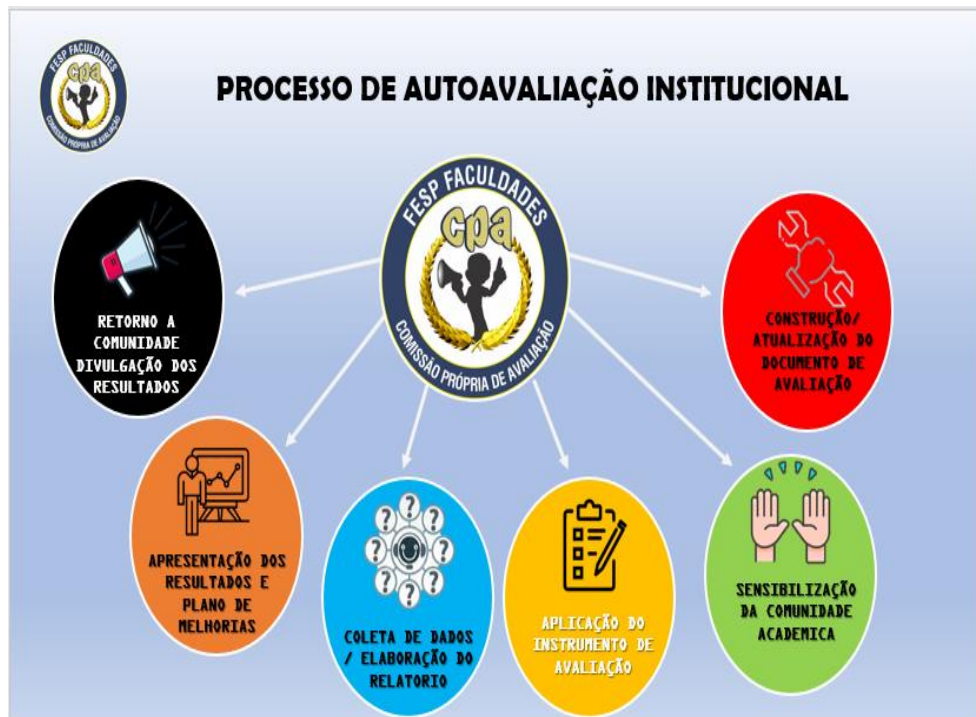 FESP FACULDADES
cpa
COMISSÃO PRÓPRIA DE AVALIAÇÃO
PROCESSO DE AUTOAVALIAÇÃO INSTITUCIONAL
FESP FACULDADES
cpa
COMISSÃO PRÓPRIA DE AVALIAÇÃO
RETORNO A
COMUNIDADE
DIVULGAÇÃO DOS
RESULTADOS
CONSTRUÇÃO/
ATUALIZAÇÃO DO
DOCUMENTO DE
AVALIAÇÃO
APRESENTAÇÃO DOS
RESULTADOS E
PLANO DE
MELHORIAS
? ? ? ? ? ? ? ?
COLETA DE DADOS
/ ELABORAÇÃO DO
RELATORIO
APLICAÇÃO DO
INSTRUMENTO DE
AVALIAÇÃO
SENSIBILIZAÇÃO
DA COMUNIDADE
ACADEMICA